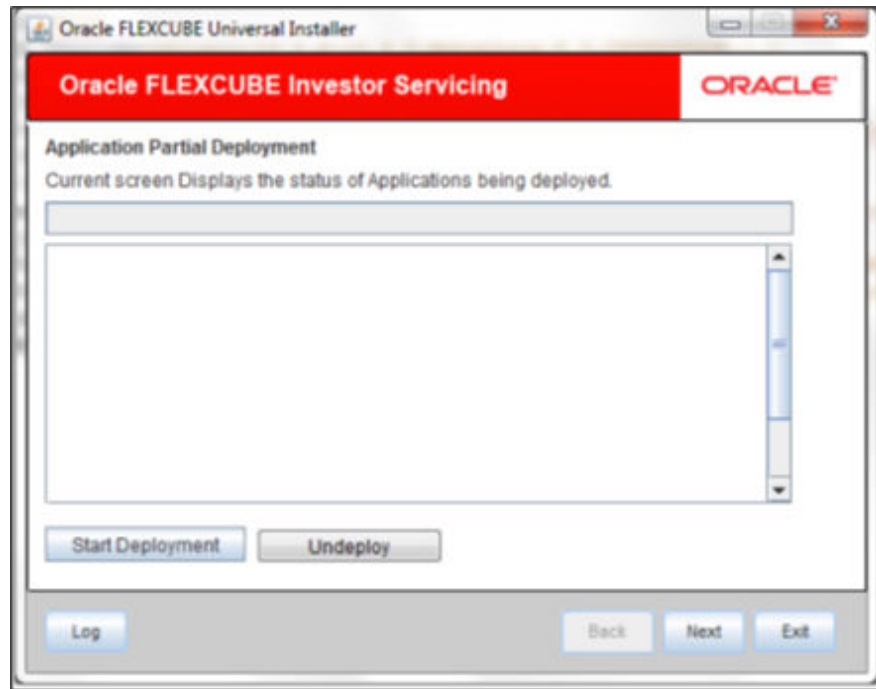 Oracle FLEXCUBE Universal Installer
Oracle FLEXCUBE Investor Servicing
ORACLE
Application Partial Deployment
Current screen Displays the status of Applications being deployed.
Start Deployment
Undeploy
Log
Back
Next
Exit